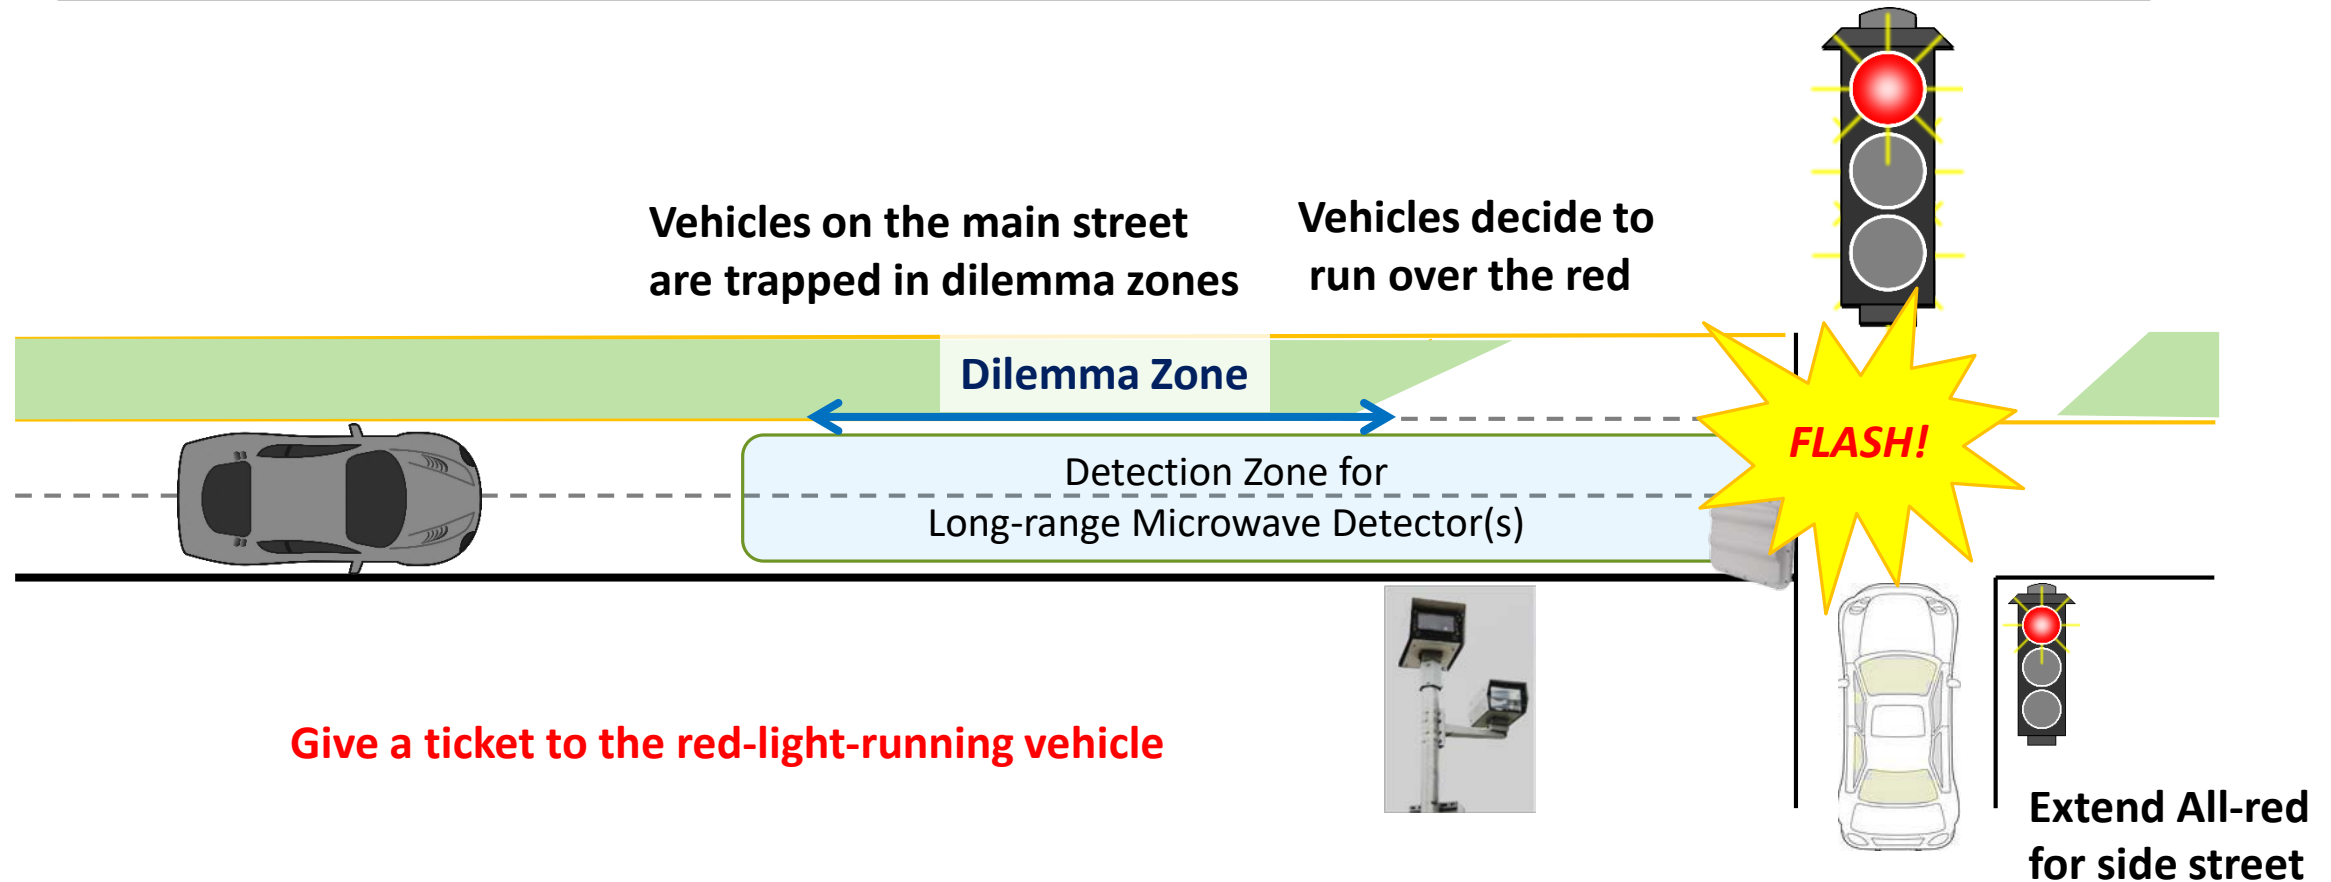 Vehicles on the main street
are trapped in dilemma zones
Vehicles decide to
run over the red
Dilemma Zone
FLASH!
Detection Zone for
Long-range Microwave Detector(s)
Give a ticket to the red-light-running vehicle
Extend All-red
for side street